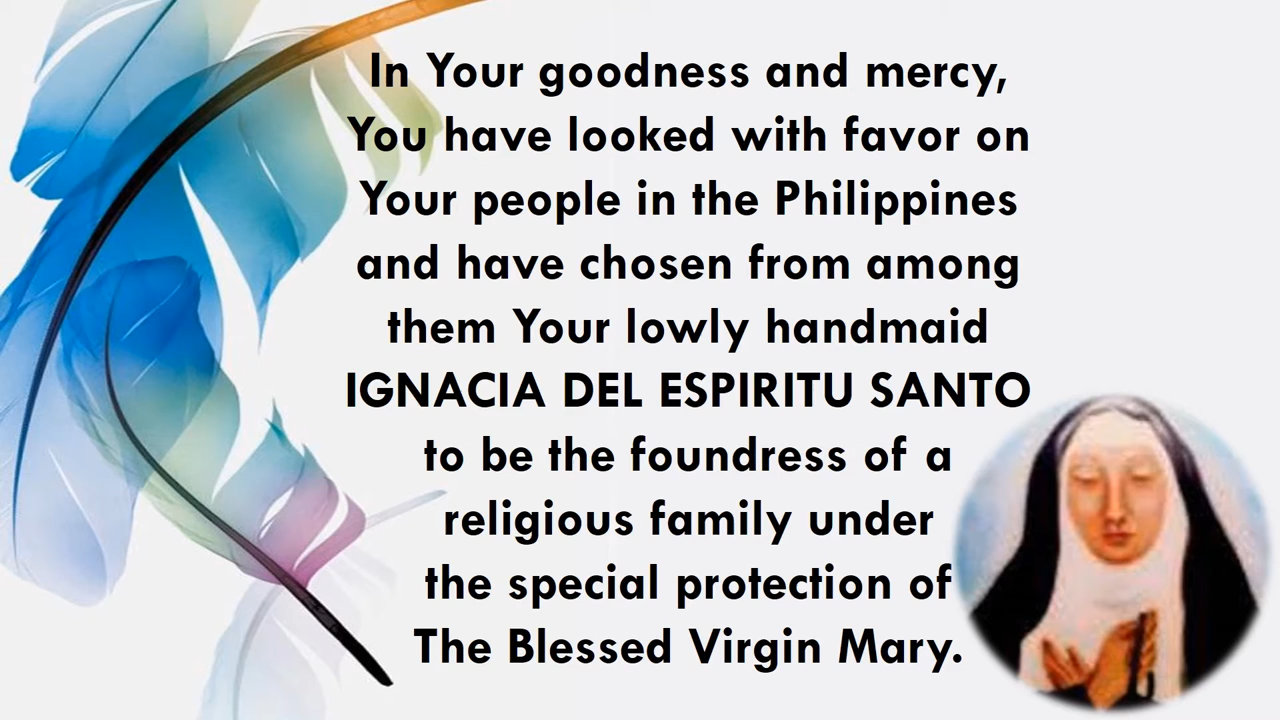 In Your goodness and mercy,
You have looked with favor on
Your people in the Philippines
and have chosen from among
them Your lowly handmaid
IGNACIA DEL ESPIRITU SANTO
to be the foundress of a
religious family under
the special protection of
The Blessed Virgin Mary.